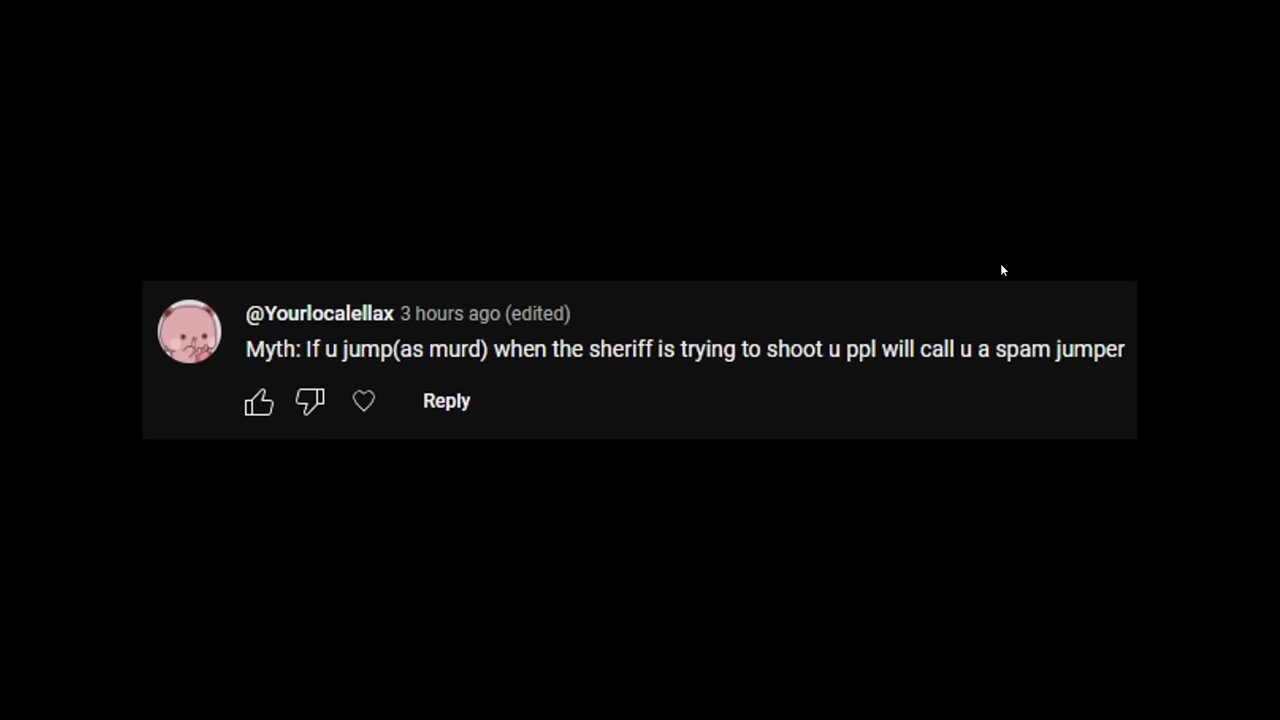 @Yourlocalellax 3 hours ago (edited)
Myth: If u jump(as murd) when the sheriff is trying to shoot u ppl will call u a spam jumper
Reply